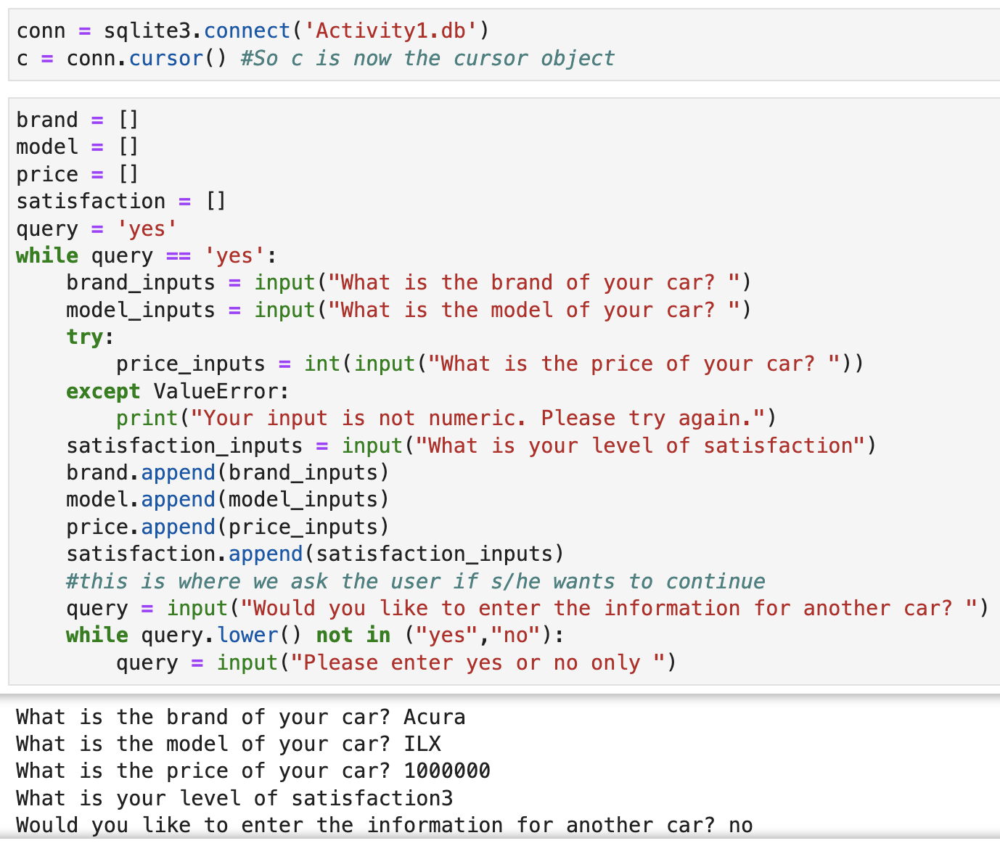 conn = sqlite3.connect('Activity1.db')
c = conn.cursor() #So c is now the cursor object
brand = []
model = []
price = []
satisfaction = []
query = 'yes'
while query == 'yes':
    brand_inputs = input("What is the brand of your car? ")
    model_inputs = input("What is the model of your car? ")
    try:
        price_inputs = int(input("What is the price of your car? "))
    except ValueError:
        print("Your input is not numeric. Please try again.")
    satisfaction_inputs = input("What is your level of satisfaction")
    brand.append(brand_inputs)
    model.append(model_inputs)
    price.append(price_inputs)
    satisfaction.append(satisfaction_inputs)
    #this is where we ask the user if s/he wants to continue
    query = input("Would you like to enter the information for another car? ")
    while query.lower() not in ("yes","no"):
        query = input("Please enter yes or no only ")
What is the brand of your car? Acura
What is the model of your car? ILX
What is the price of your car? 1000000
What is your level of satisfaction3
Would you like to enter the information for another car? no